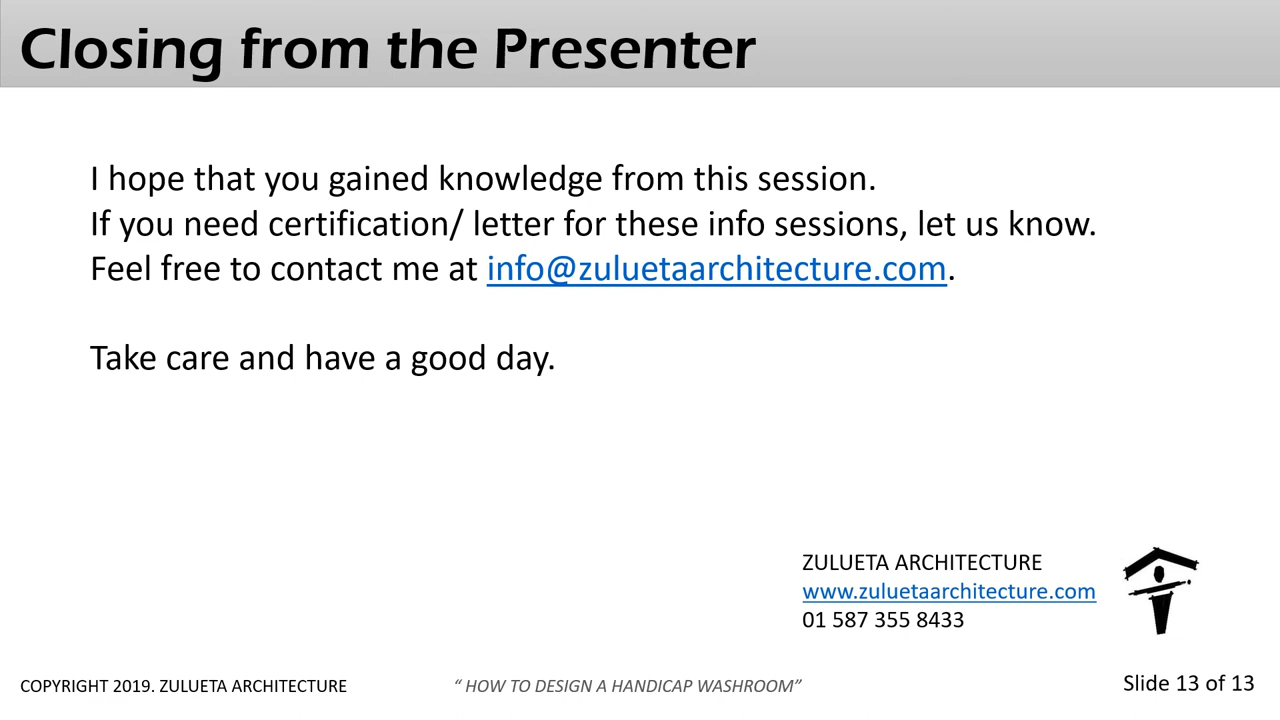 Closing from the Presenter
I hope that you gained knowledge from this session.
If you need certification/ letter for these info sessions, let us know.
Feel free to contact me at info@zuluetaarchitecture.com.
Take care and have a good day.
ZULUETA ARCHITECTURE
www.zuluetaarchitecture.com
01 587 355 8433
COPYRIGHT 2019. ZULUETA ARCHITECTURE
“ HOW TO DESIGN A HANDICAP WASHROOM”
Slide 13 of 13